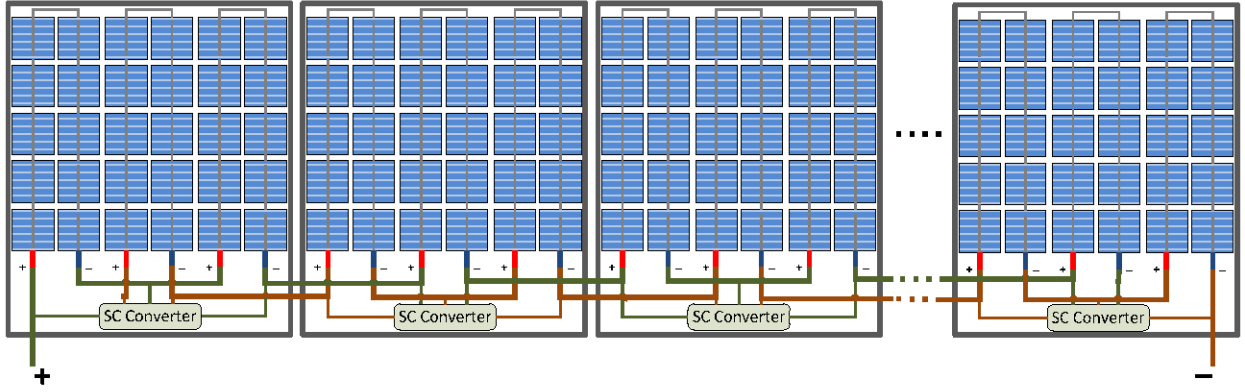 + − + − + − + − + − + − + − + − + − + − + − + −
SC Converter SC Converter SC Converter SC Converter
+ −